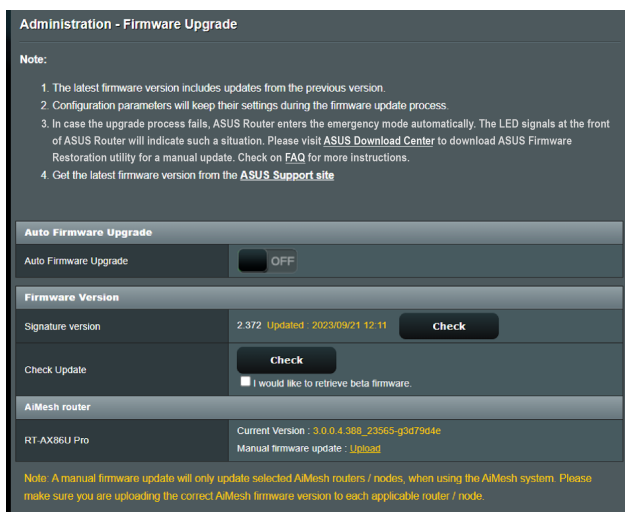 Administration - Firmware Upgrade
Note:
1. The latest firmware version includes updates from the previous version.
2. Configuration parameters will keep their settings during the firmware update process.
3. In case the upgrade process fails, ASUS Router enters the emergency mode automatically. The LED signals at the front
of ASUS Router will indicate such a situation. Please visit ASUS Download Center to download ASUS Firmware
Restoration utility for a manual update. Check on FAQ for more instructions.
4. Get the latest firmware version from the ASUS Support site
Auto Firmware Upgrade
Auto Firmware Upgrade OFF
Firmware Version
Signature version 2.372 Updated : 2023/09/21 12:11 Check
Check Update Check
I would like to retrieve beta firmware.
AiMesh router
RT-AX86U Pro Current Version : 3.0.0.4.388_23565-g3d79d4e
Manual firmware update : Upload
Note: A manual firmware update will only update selected AiMesh routers / nodes, when using the AiMesh system. Please
make sure you are uploading the correct AiMesh firmware version to each applicable router / node.